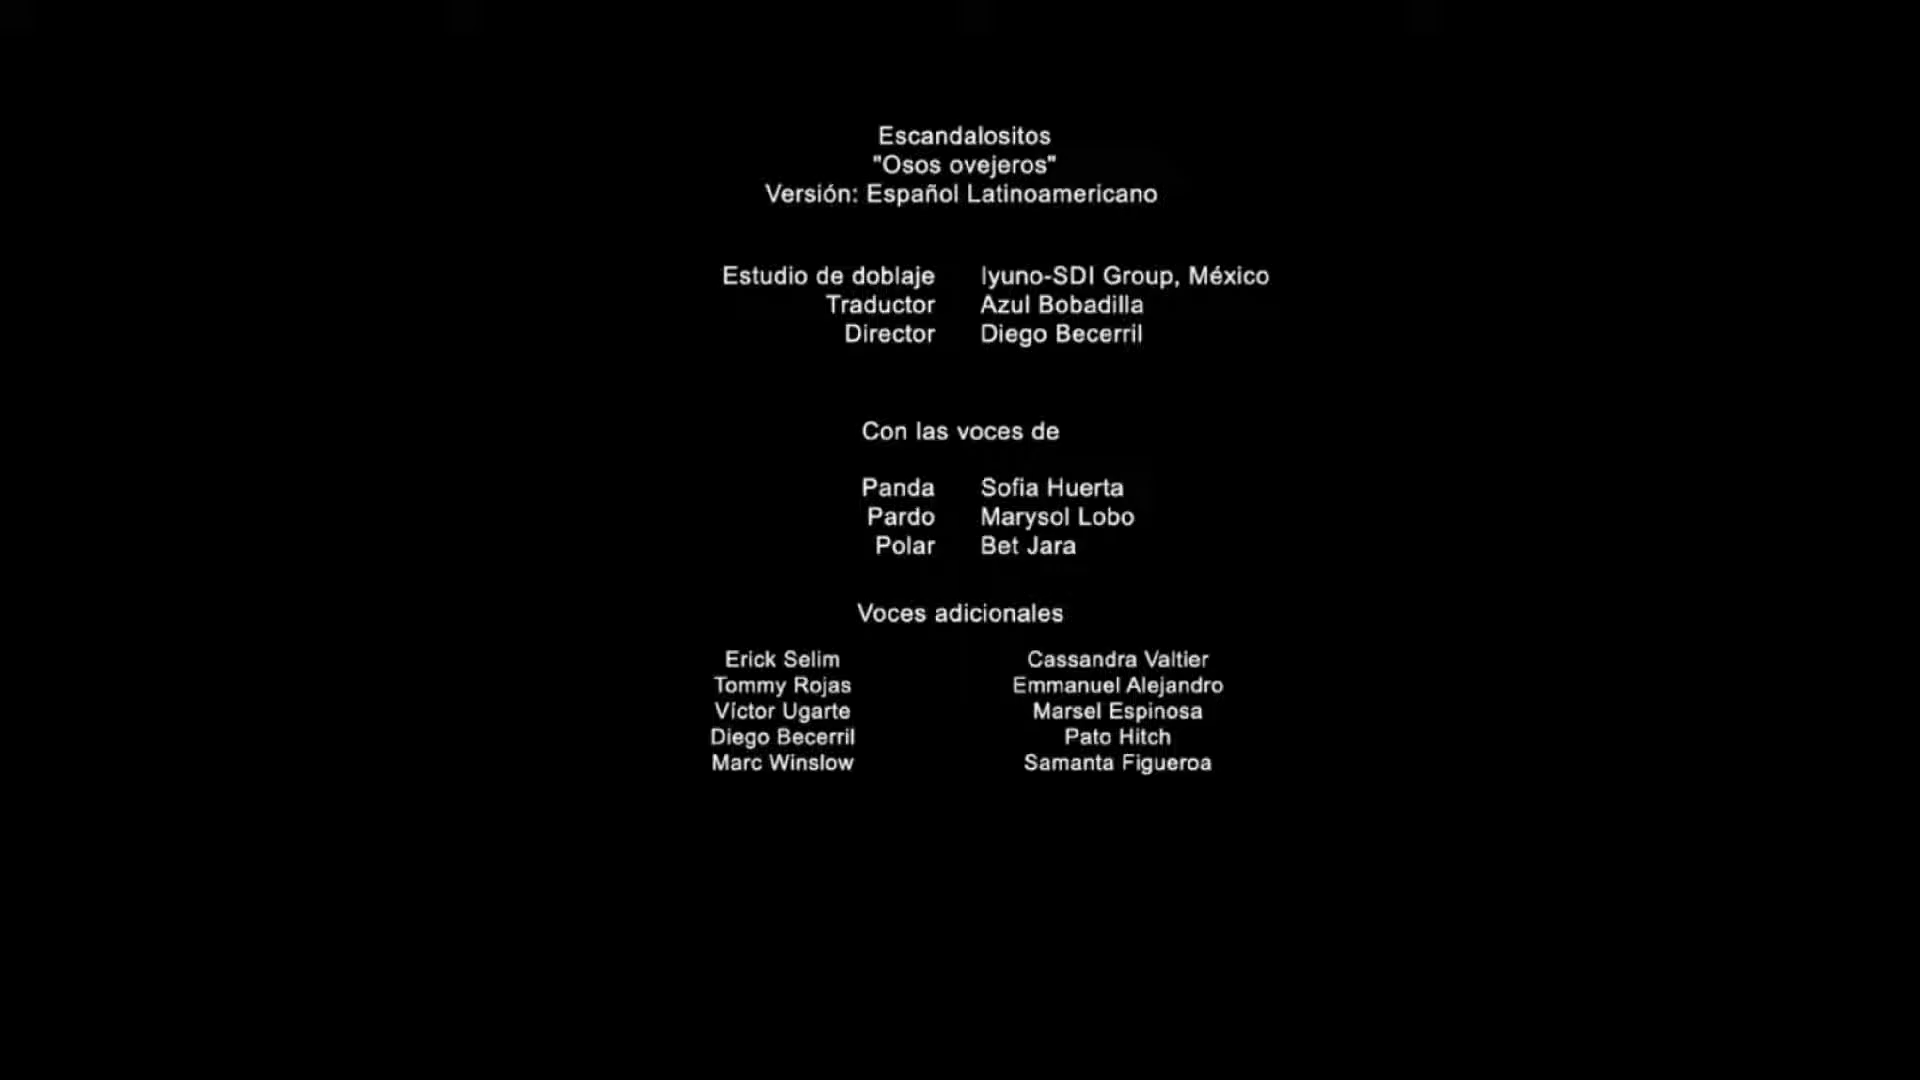 Escandalositos
"Osos ovejeros"
Versión: Español Latinoamericano
Estudio de doblaje Iyuno-SDI Group, México
Traductor Azul Bobadilla
Director Diego Becerril
Con las voces de
Panda Sofia Huerta
Pardo Marysol Lobo
Polar Bet Jara
Voces adicionales
Erick Selim Cassandra Valtier
Tommy Rojas Emmanuel Alejandro
Víctor Ugarte Marsel Espinosa
Diego Becerril Pato Hitch
Marc Winslow Samanta Figueroa